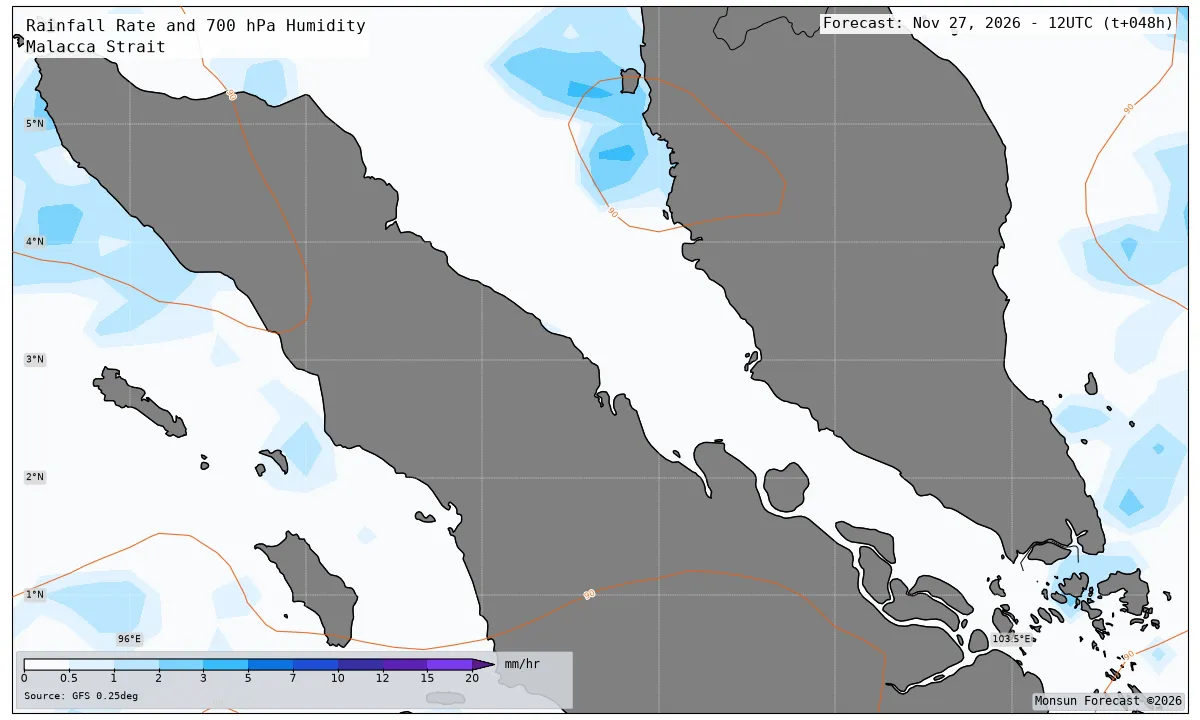 Rainfall Rate and 700 hPa Humidity
Malacca Strait
Forecast: Nov 27, 2026 - 12UTC (t+048h)
90
90
5°N
90
4°N
3°N
2°N
1°N
90
96°E
103.5°E
90
mm/hr
0 0.5 1 2 3 5 7 10 12 15 20
Source: GFS 0.25deg
Monsun Forecast ©2026